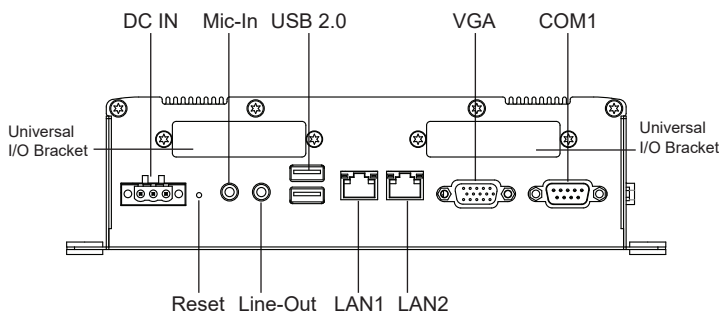 DC IN Mic-In USB 2.0 VGA COM1
Universal
I/O Bracket
Universal
I/O Bracket
Reset Line-Out LAN1 LAN2